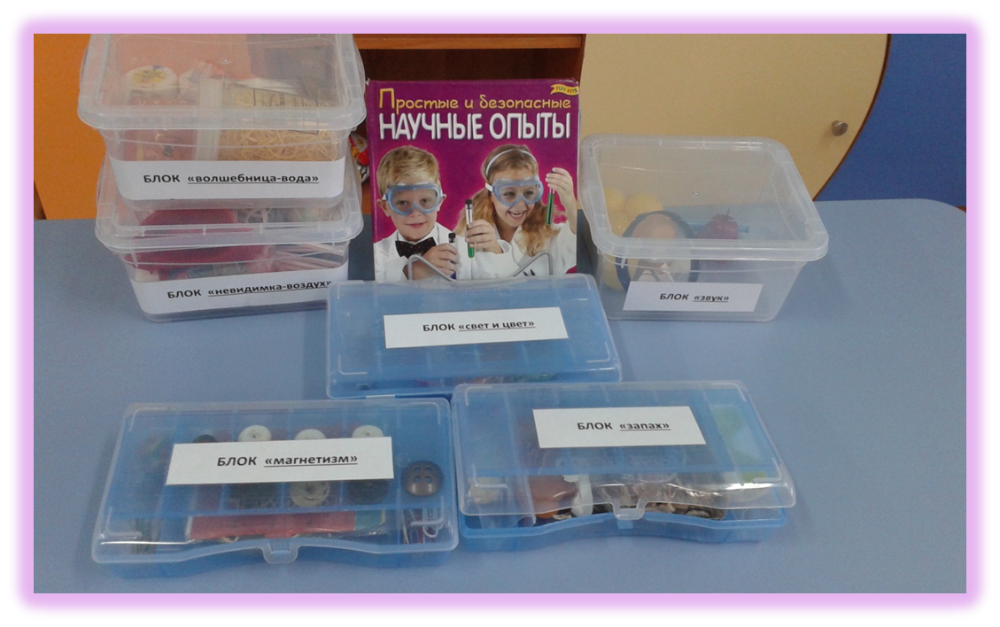 БЛОК «волшебница-вода»
БЛОК «невидимка-воздух»
Простые и безопасные
НАУЧНЫЕ ОПЫТЫ
БЛОК «звук»
БЛОК «свет и цвет»
БЛОК «магнетизм»
БЛОК «запах»